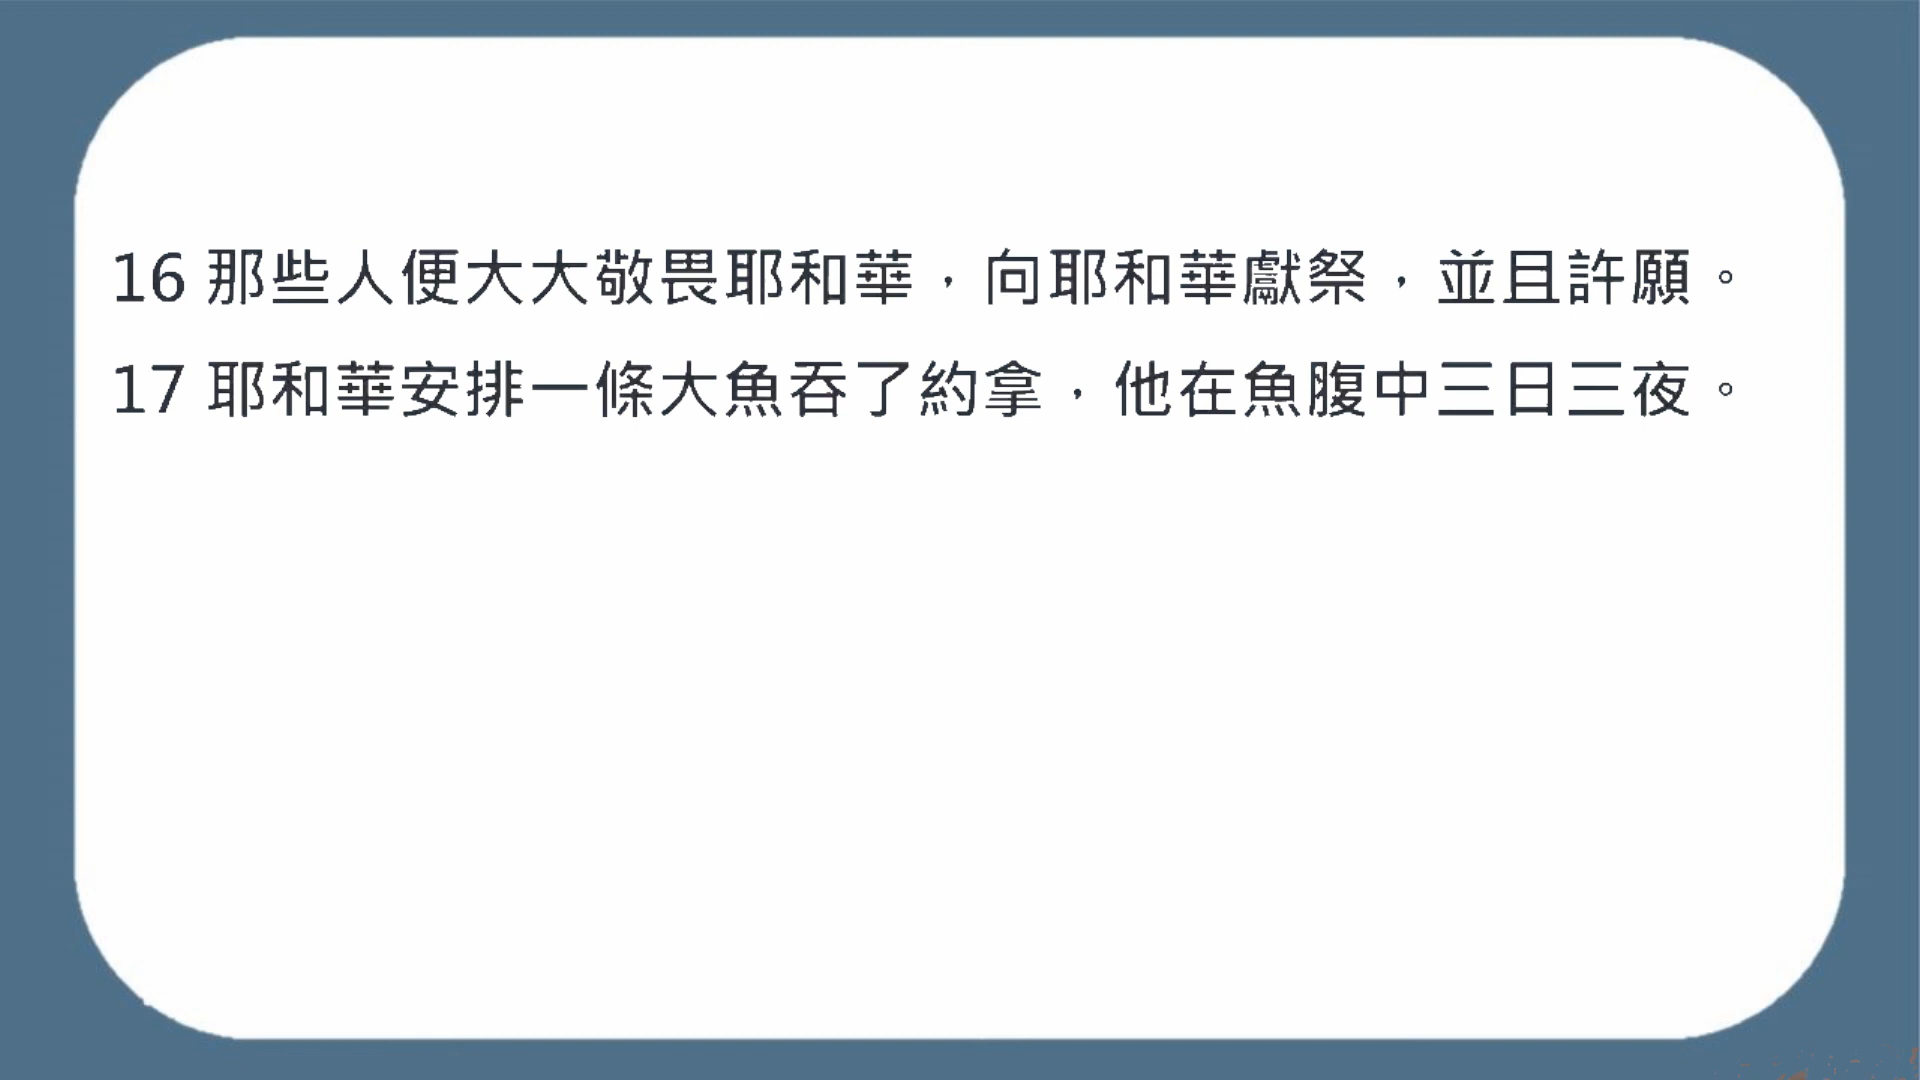 16 那些人便大大敬畏耶和華，向耶和華獻祭，並且許願。
17 耶和華安排一條大魚吞了約拿，他在魚腹中三日三夜。